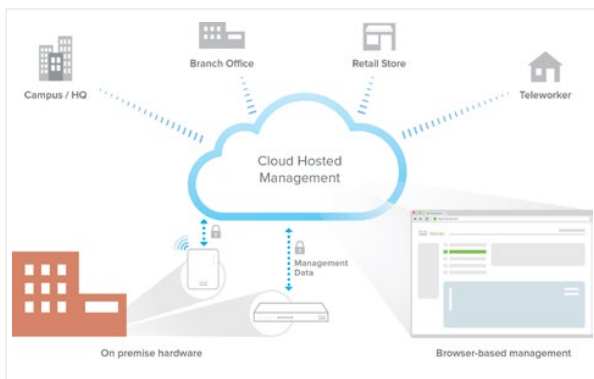 Campus / HQ
Branch Office
Retail Store
Teleworker
Cloud Hosted
Management
Management
Data
On premise hardware
Browser-based management